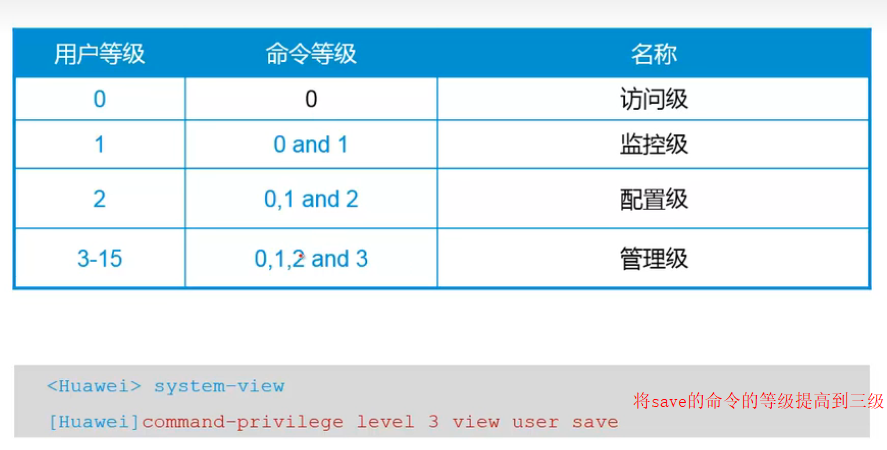 用户等级 命令等级 名称
0 0 访问级
1 0 and 1 监控级
2 0,1 and 2 配置级
3-15 0,1,2 and 3 管理级
<Huawei> system-view
将save的命令的等级提高到三级
[Huawei]command-privilege level 3 view user save